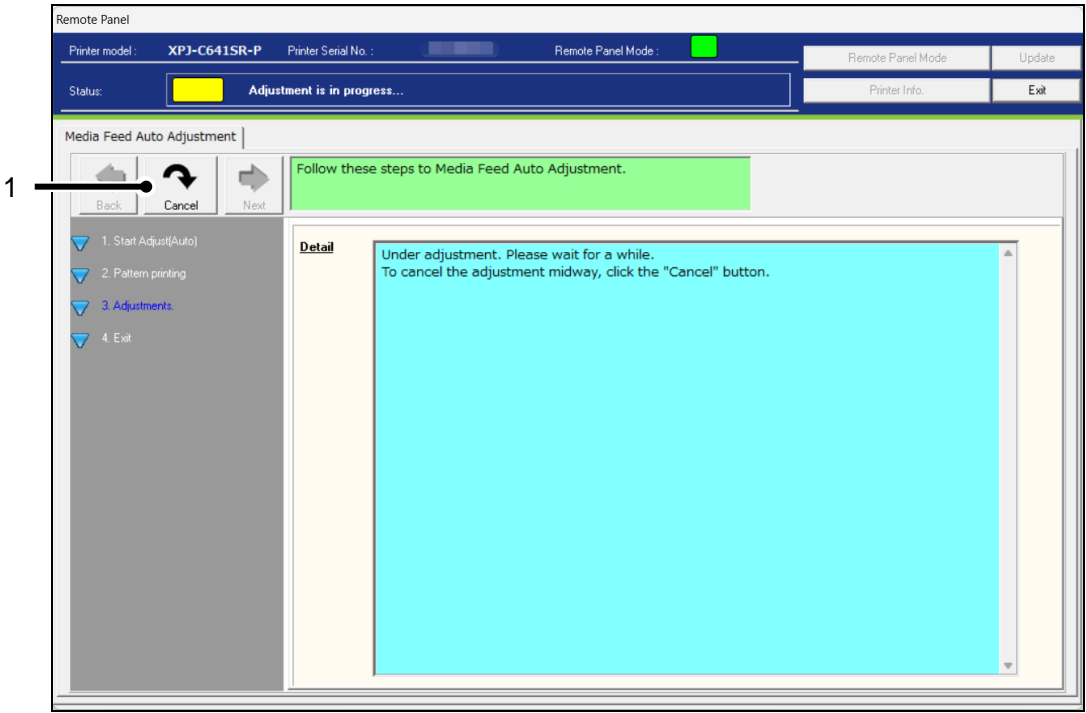 Remote Panel
Printer model : XPJ-C641SR-P Printer Serial No. : Remote Panel Mode :
Remote Panel Mode Update
Status: Adjustment is in progress...
Printer Info. Exit
Media Feed Auto Adjustment
1
Back Cancel Next
Follow these steps to Media Feed Auto Adjustment.
1. Start Adjust(Auto)
2. Pattern printing
3. Adjustments.
4. Exit
Detail
Under adjustment. Please wait for a while.
To cancel the adjustment midway, click the "Cancel" button.